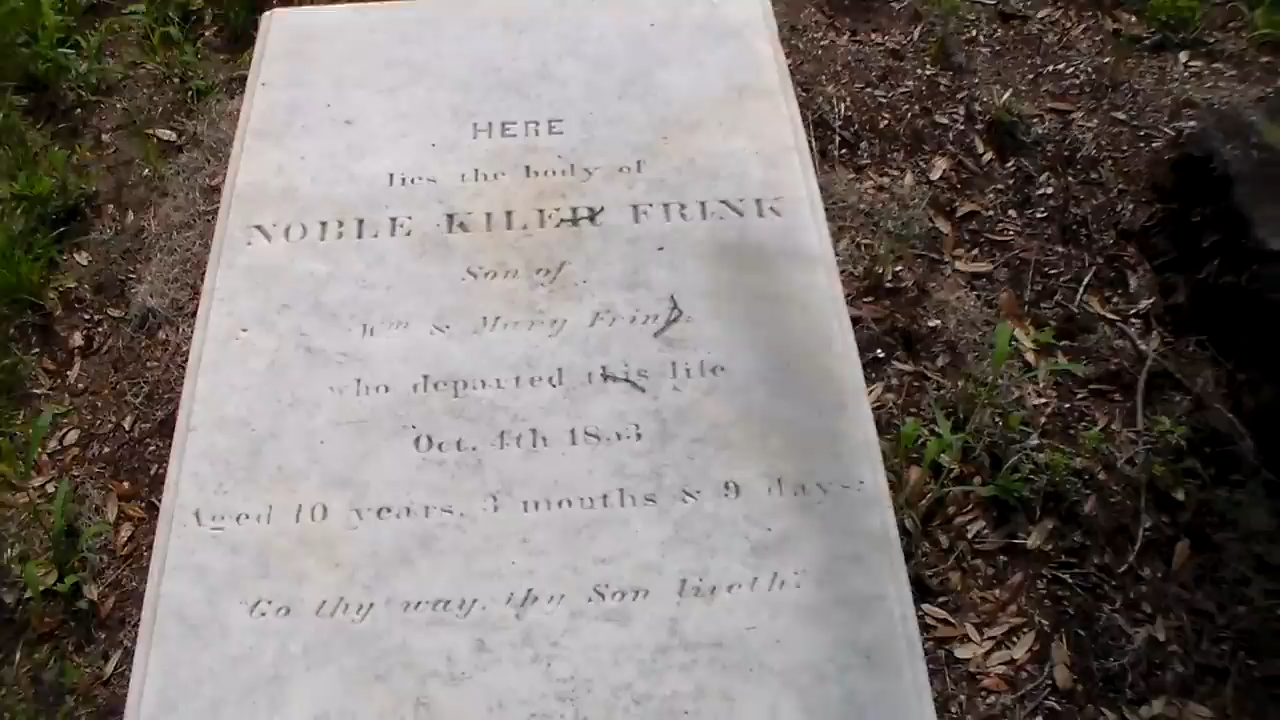 HERE
lies the body of
NOBLE KILER FRINK
Son of
Wm & Mary Frink.
who departed this life
Oct. 4th 1853
Aged 10 years, 3 months & 9 days.
"Go thy way, thy Son liveth."